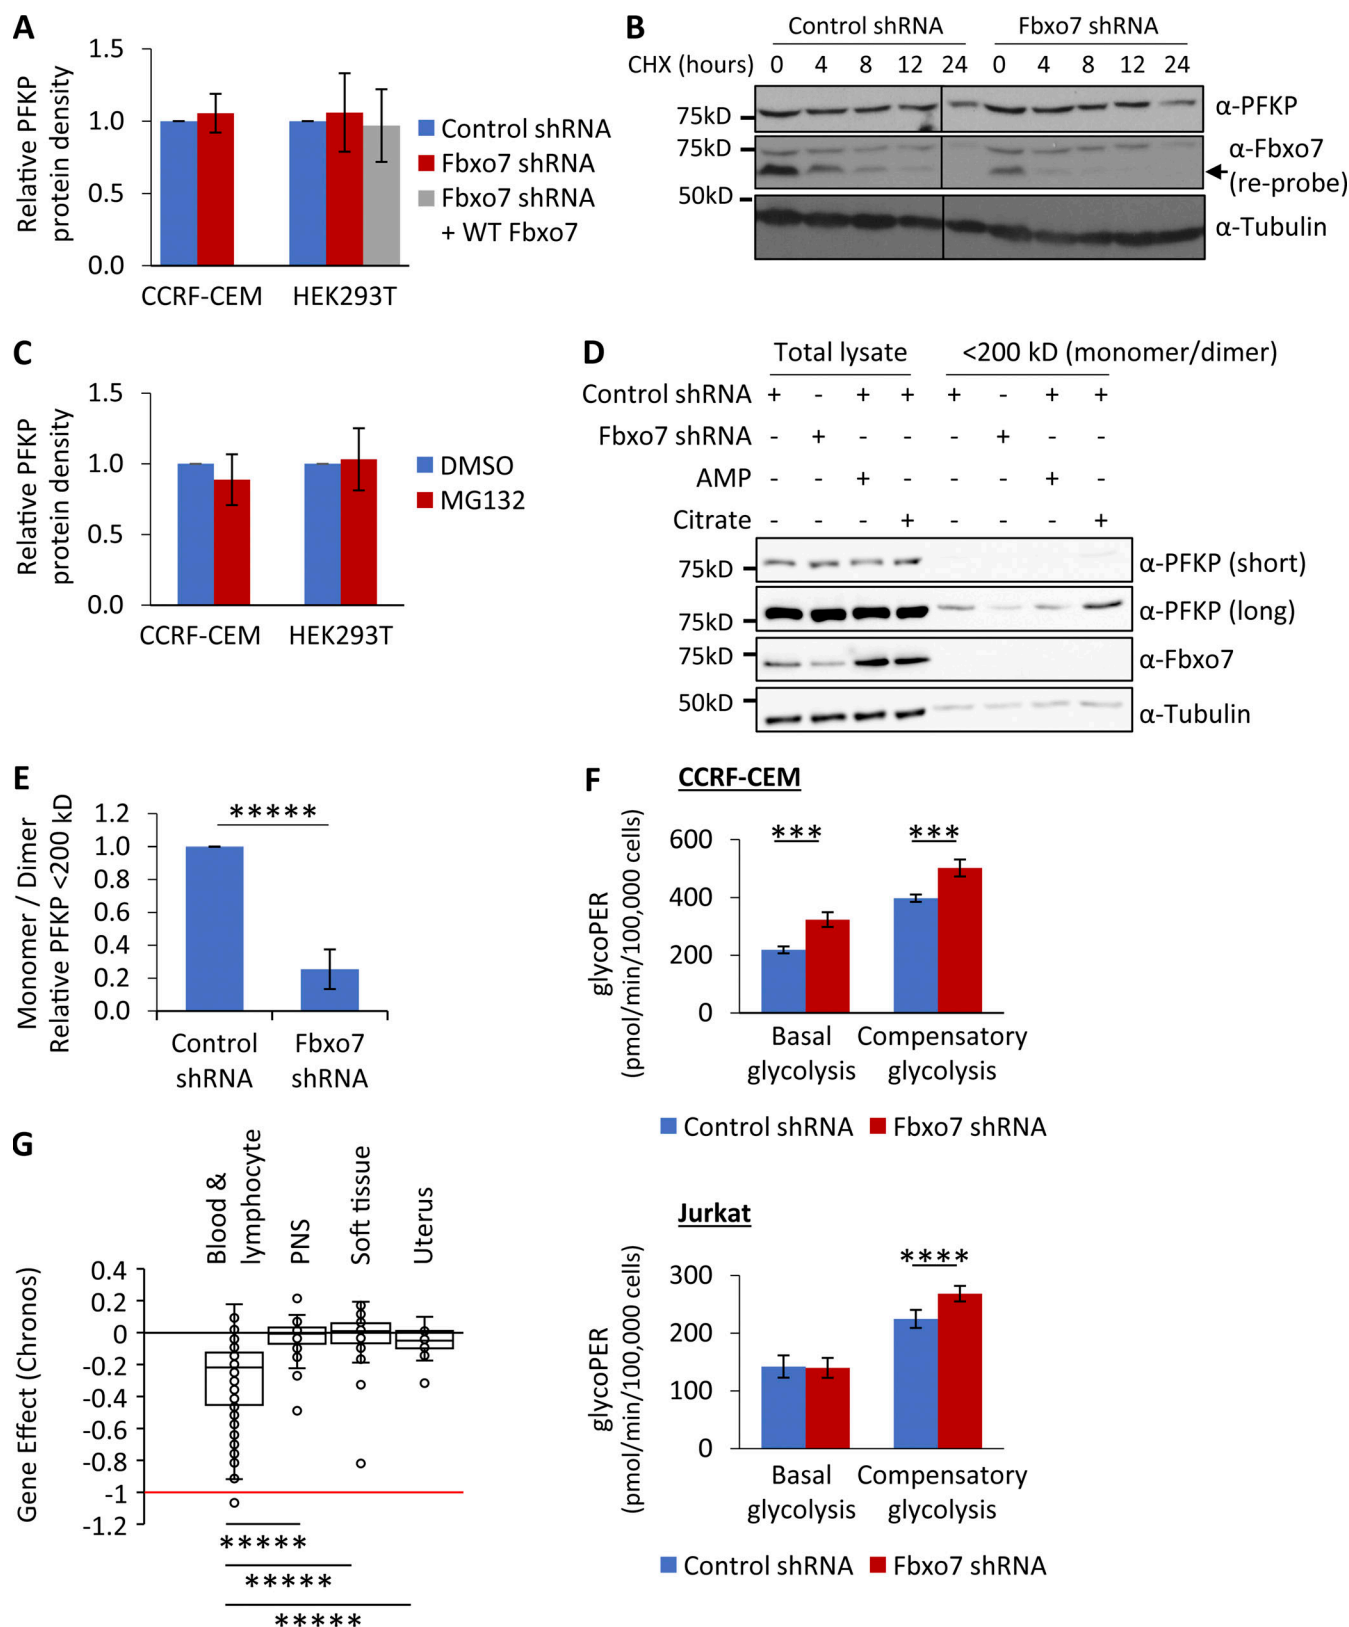 A
Relative PFKP
protein density
1.5
1.0
0.5
0.0
CCRF-CEM
HEK293T
Control shRNA
Fbxo7 shRNA
Fbxo7 shRNA
+ WT Fbxo7
B
Control shRNA
Fbxo7 shRNA
CHX (hours) 0 4 8 12 24 0 4 8 12 24
75kD
α-PFKP
75kD
α-Fbxo7
(re-probe)
50kD
α-Tubulin
C
Relative PFKP
protein density
1.5
1.0
0.5
0.0
CCRF-CEM
HEK293T
DMSO
MG132
D
Total lysate
<200 kD (monomer/dimer)
Control shRNA + - + + + - + +
Fbxo7 shRNA - + - - - + - -
AMP - - + - - - + -
Citrate - - - + - - - +
75kD
α-PFKP (short)
75kD
α-PFKP (long)
75kD
α-Fbxo7
50kD
α-Tubulin
E
Monomer / Dimer
Relative PFKP <200 kD
1.2
1.0
0.8
0.6
0.4
0.2
0.0
*****
Control
shRNA
Fbxo7
shRNA
F
CCRF-CEM
glycoPER
(pmol/min/100,000 cells)
600
400
200
0
***
***
Basal
glycolysis
Compensatory
glycolysis
Control shRNA
Fbxo7 shRNA
Jurkat
glycoPER
(pmol/min/100,000 cells)
300
200
100
0
****
Basal
glycolysis
Compensatory
glycolysis
Control shRNA
Fbxo7 shRNA
G
Blood &
lymphocyte
PNS
Soft tissue
Uterus
Gene Effect (Chronos)
0.4
0.2
0
-0.2
-0.4
-0.6
-0.8
-1
-1.2
*****
*****
*****